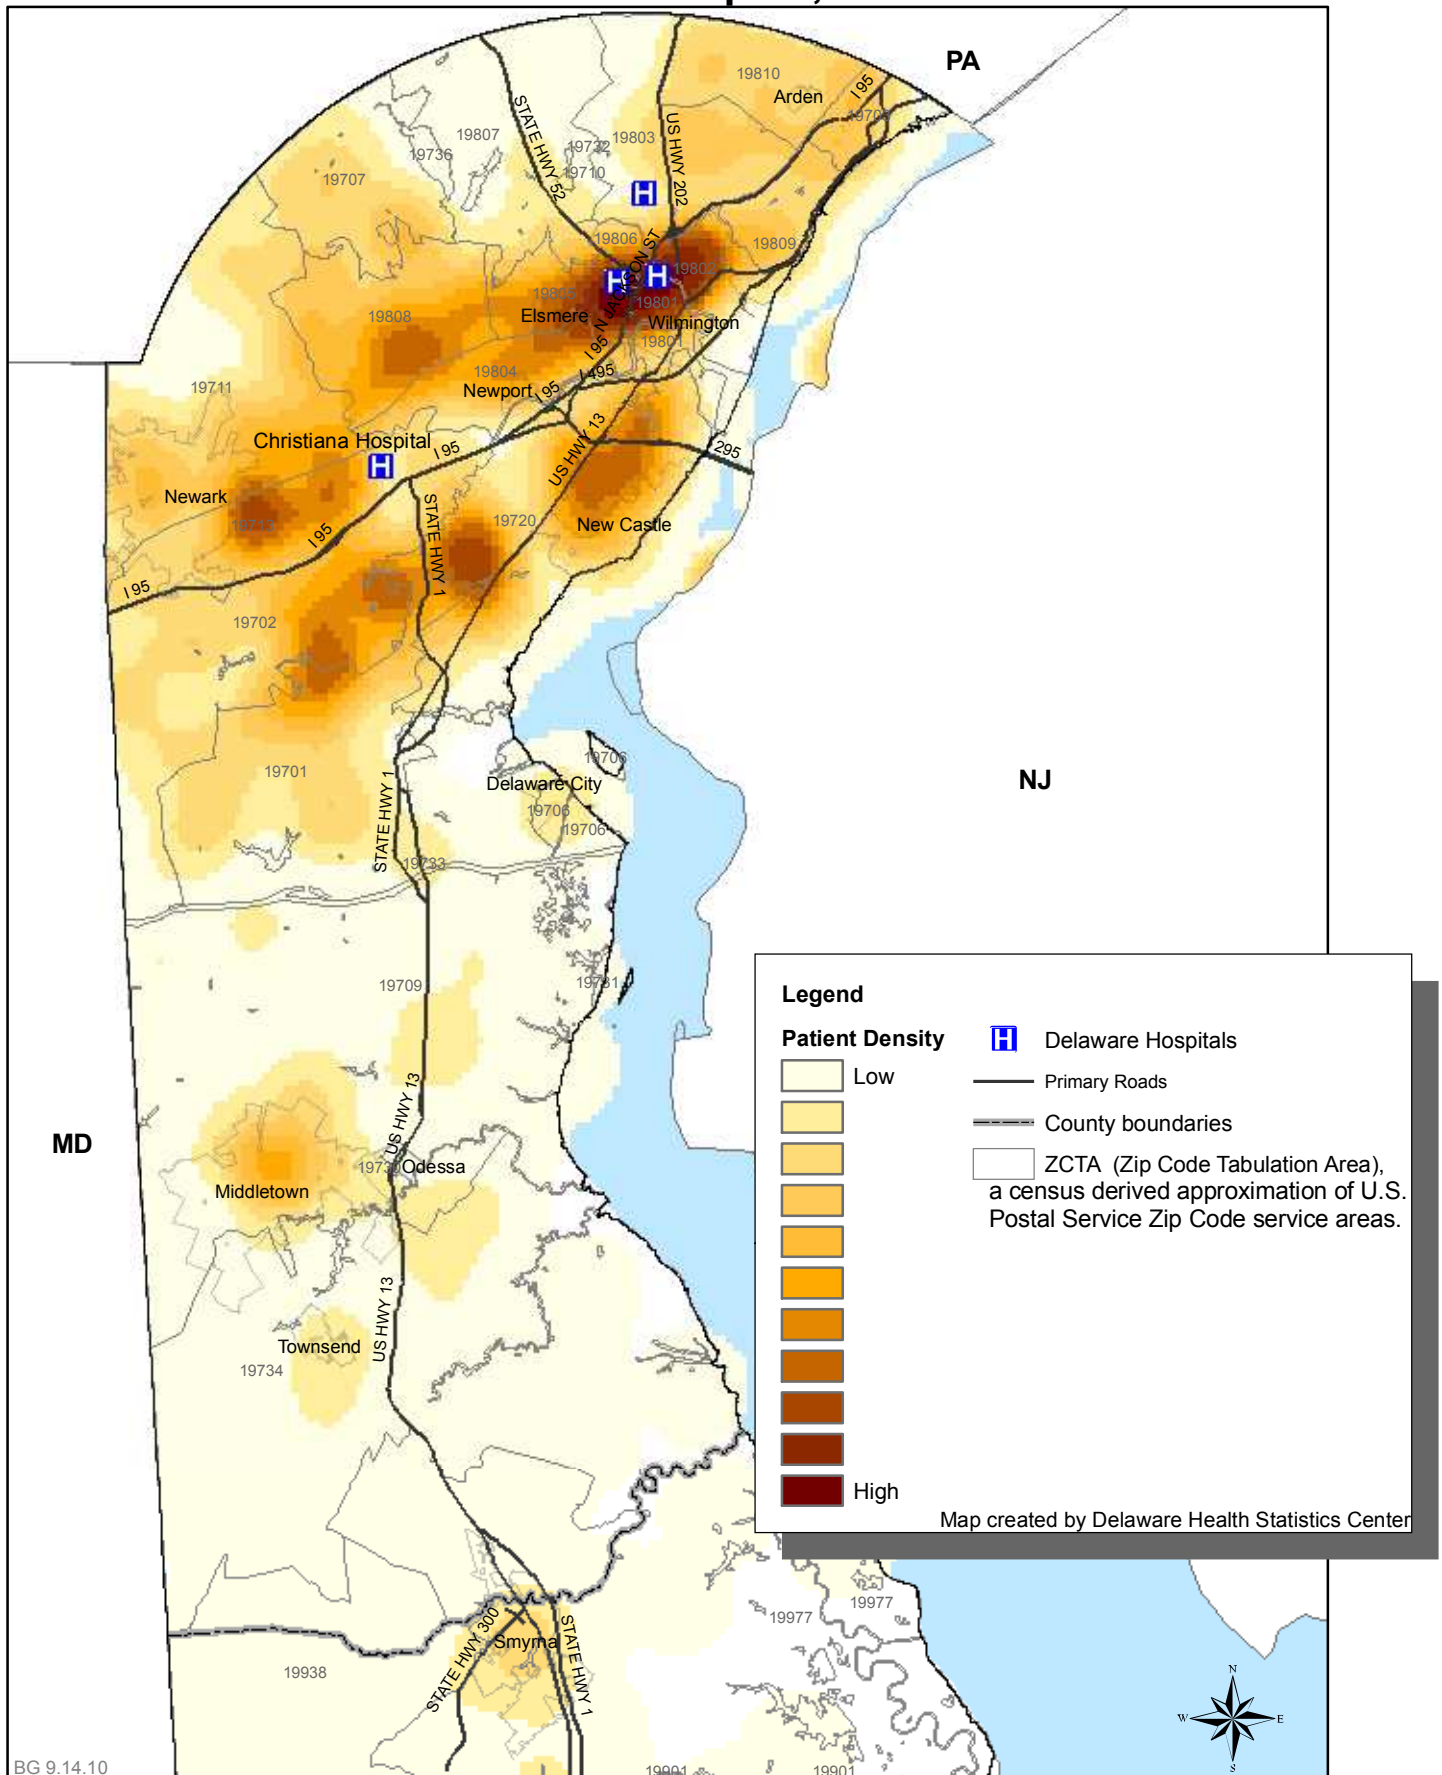 PA
19810
Arden
I 95
STATE HWY 52
19807
19736
19732
19710
19803
US HWY 202
19707
19806
19809
19802
N JACKSON ST
19801
Elsmere
Wilmington
19808
19801
I 95
19804
I 495
Newport
I 95
19711
Christiana Hospital
I 95
US HWY 13
295
Newark
19713
STATE HWY 1
19720
New Castle
I 95
I 95
19702
19701
NJ
19706
Delaware City
19706
19706
STATE HWY 1
19733
19709
19731
US HWY 13
MD
Odessa
Middletown
US HWY 13
Townsend
19734
Legend
Patient Density
Low
High
Delaware Hospitals
Primary Roads
County boundaries
ZCTA (Zip Code Tabulation Area),
a census derived approximation of U.S.
Postal Service Zip Code service areas.
Map created by Delaware Health Statistics Center
19977
19977
STATE HWY 300
Smyrna
STATE HWY 1
19938
N
W
E
S
BG 9.14.10
19901
19901